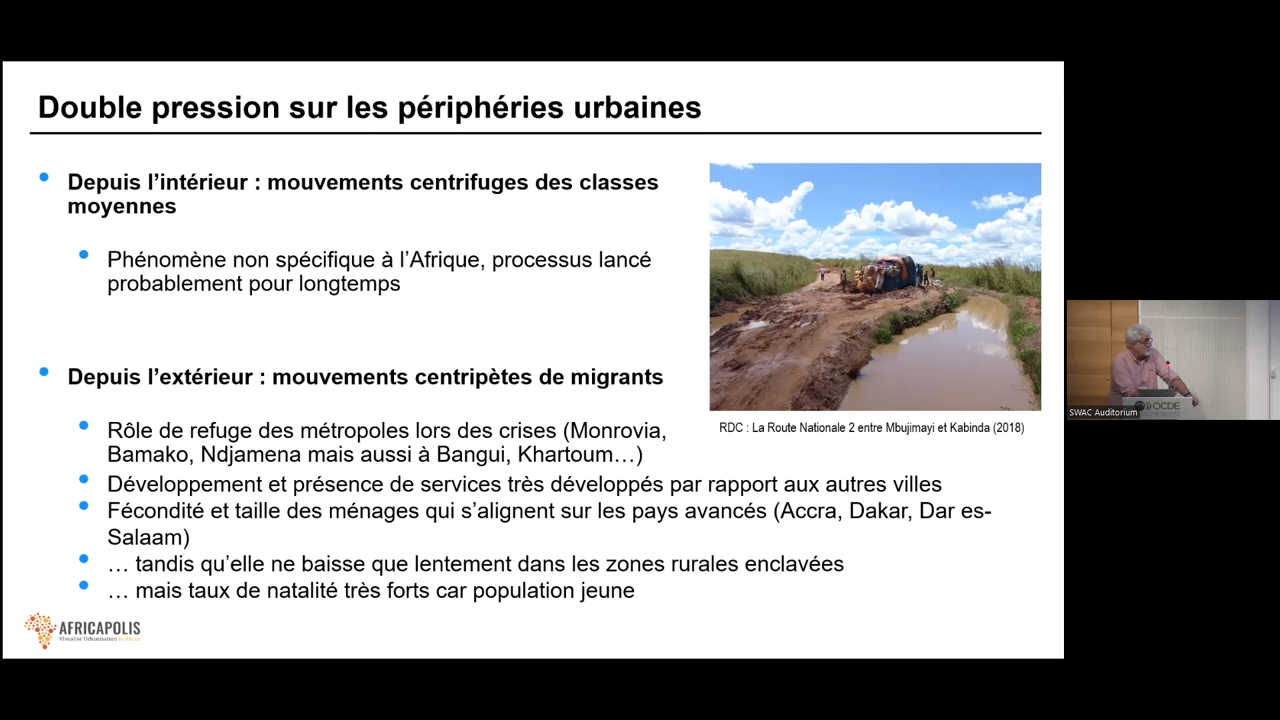 Double pression sur les périphéries urbaines
Depuis l’intérieur : mouvements centrifuges des classes
moyennes
Phénomène non spécifique à l’Afrique, processus lancé
probablement pour longtemps
Depuis l’extérieur : mouvements centripètes de migrants
Rôle de refuge des métropoles lors des crises (Monrovia,
Bamako, Ndjamena mais aussi à Bangui, Khartoum…)
Développement et présence de services très développés par rapport aux autres villes
Fécondité et taille des ménages qui s’alignent sur les pays avancés (Accra, Dakar, Dar es-
Salaam)
… tandis qu’elle ne baisse que lentement dans les zones rurales enclavées
… mais taux de natalité très forts car population jeune
RDC : La Route Nationale 2 entre Mbujimayi et Kabinda (2018)
AFRICAPOLIS
Visualise Urbanisation in Africa
OCDE
SWAC Auditorium